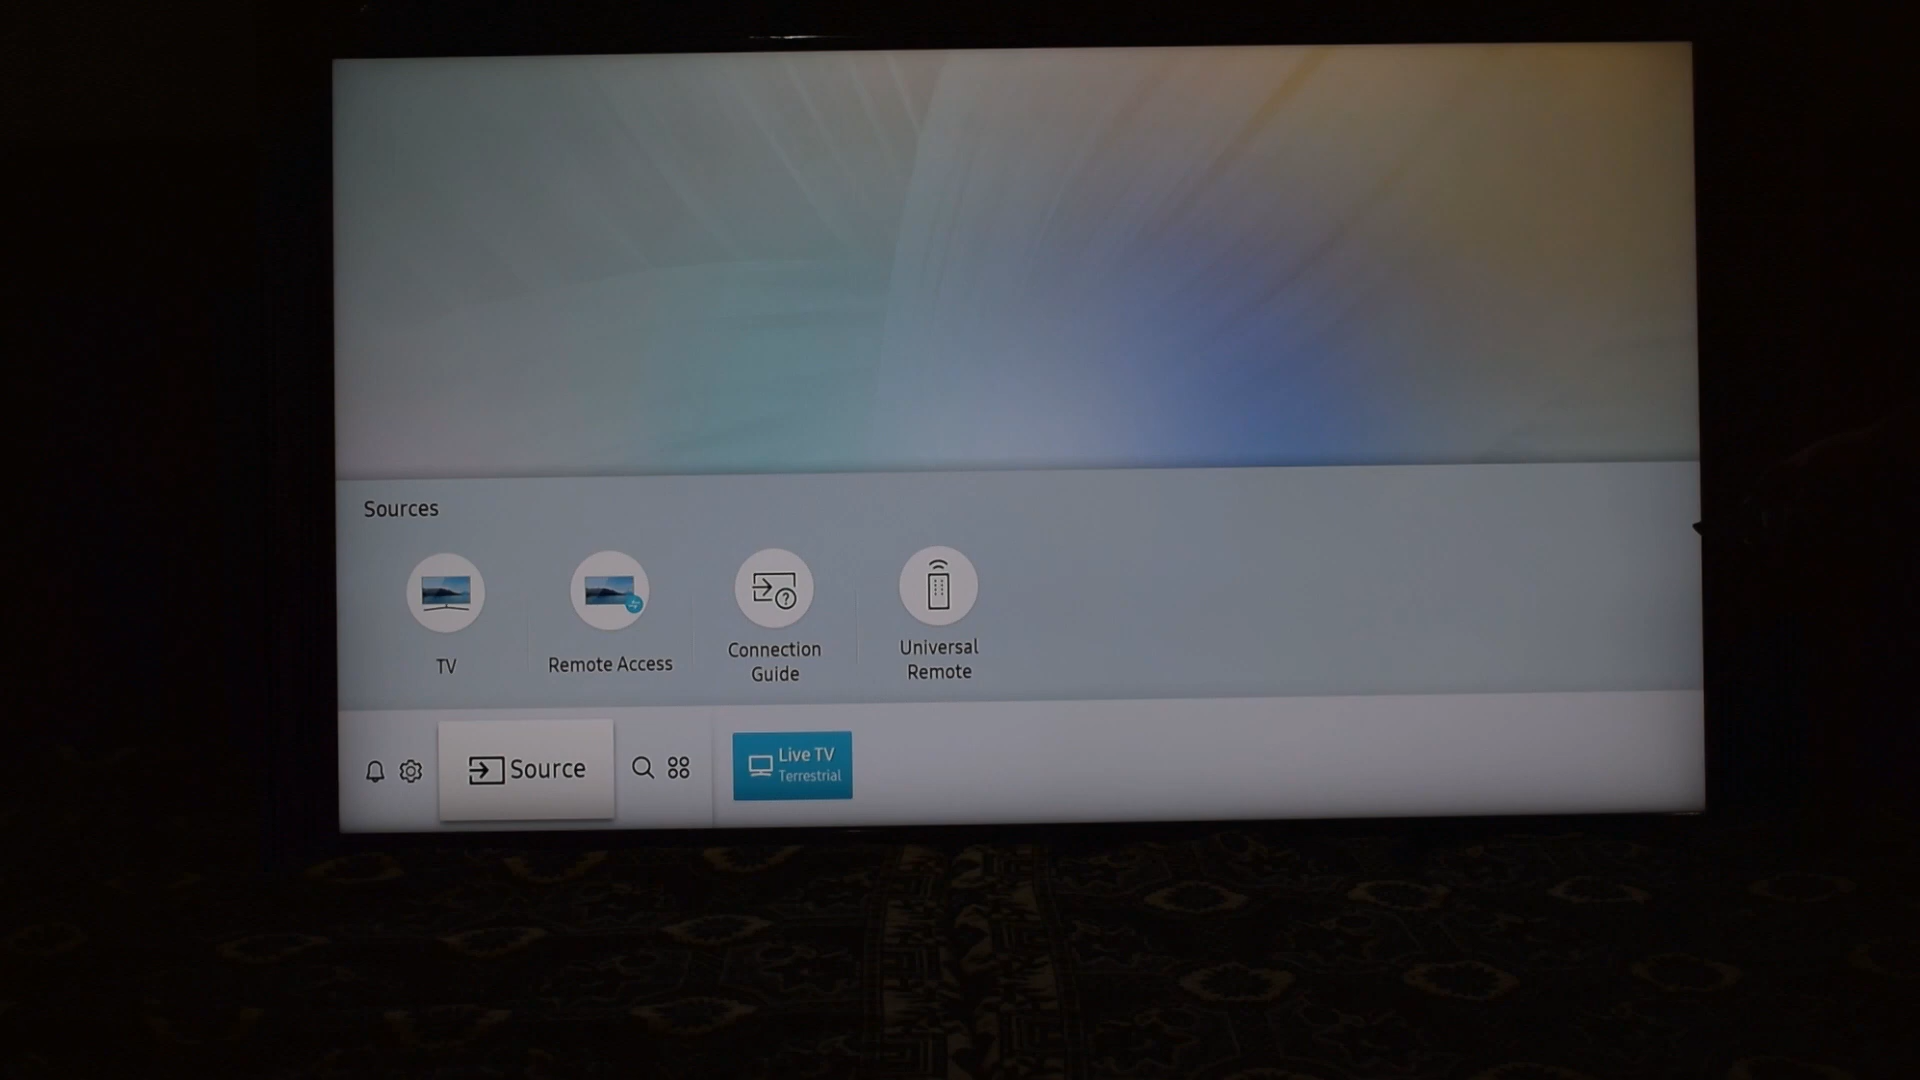 Sources
TV
Remote Access
Connection
Guide
Universal
Remote
Source
Live TV
Terrestrial